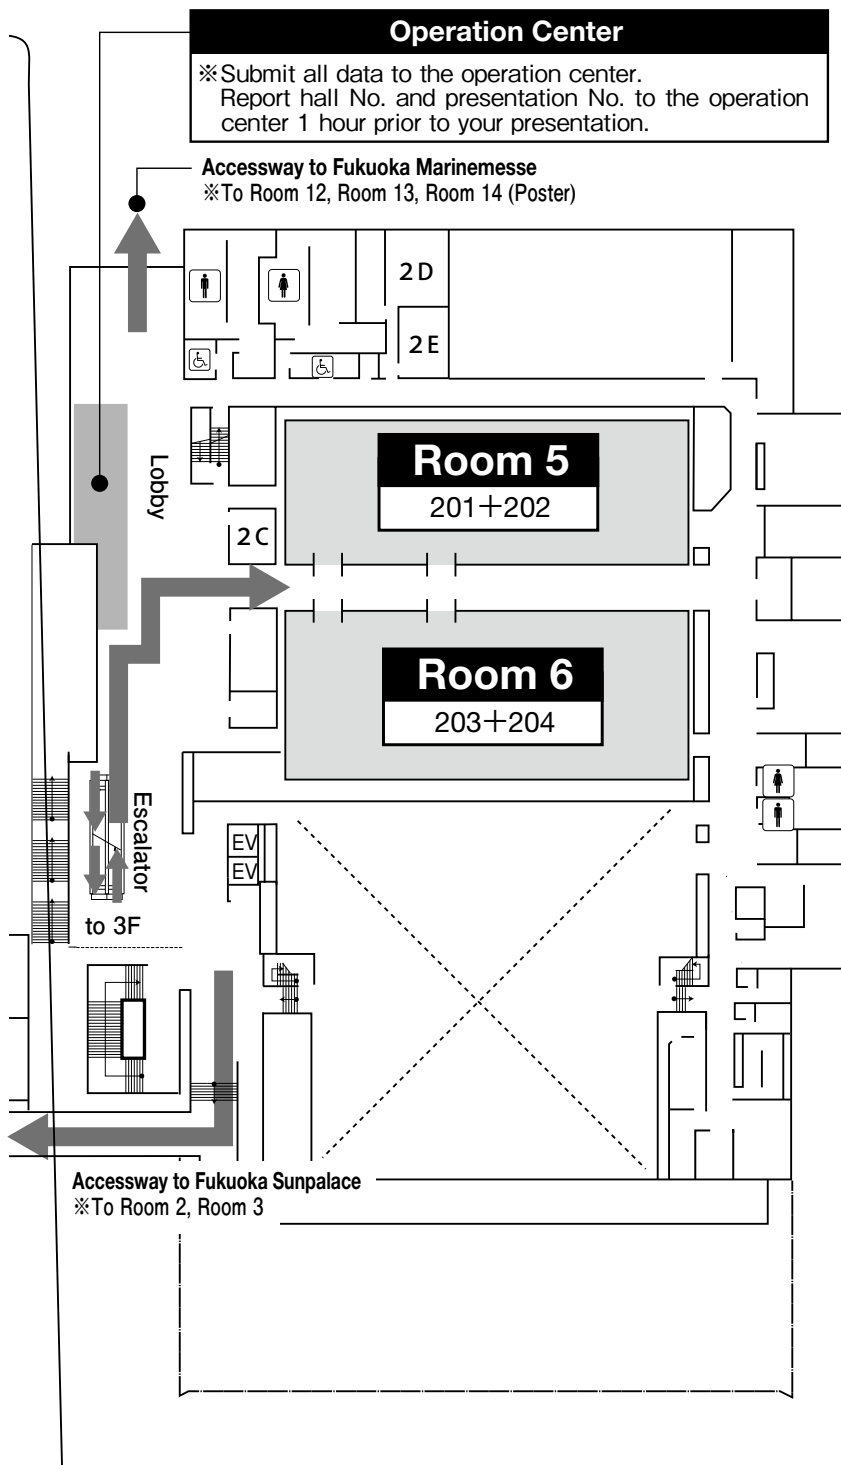 Operation Center
※Submit all data to the operation center.
Report hall No. and presentation No. to the operation
center 1 hour prior to your presentation.
Accessway to Fukuoka Marinemesse
※To Room 12, Room 13, Room 14 (Poster)
2D
2E
Room 5
201+202
Lobby
2C
Room 6
203+204
Escalator
EV
EV
to 3F
Accessway to Fukuoka Sunpalace
※To Room 2, Room 3